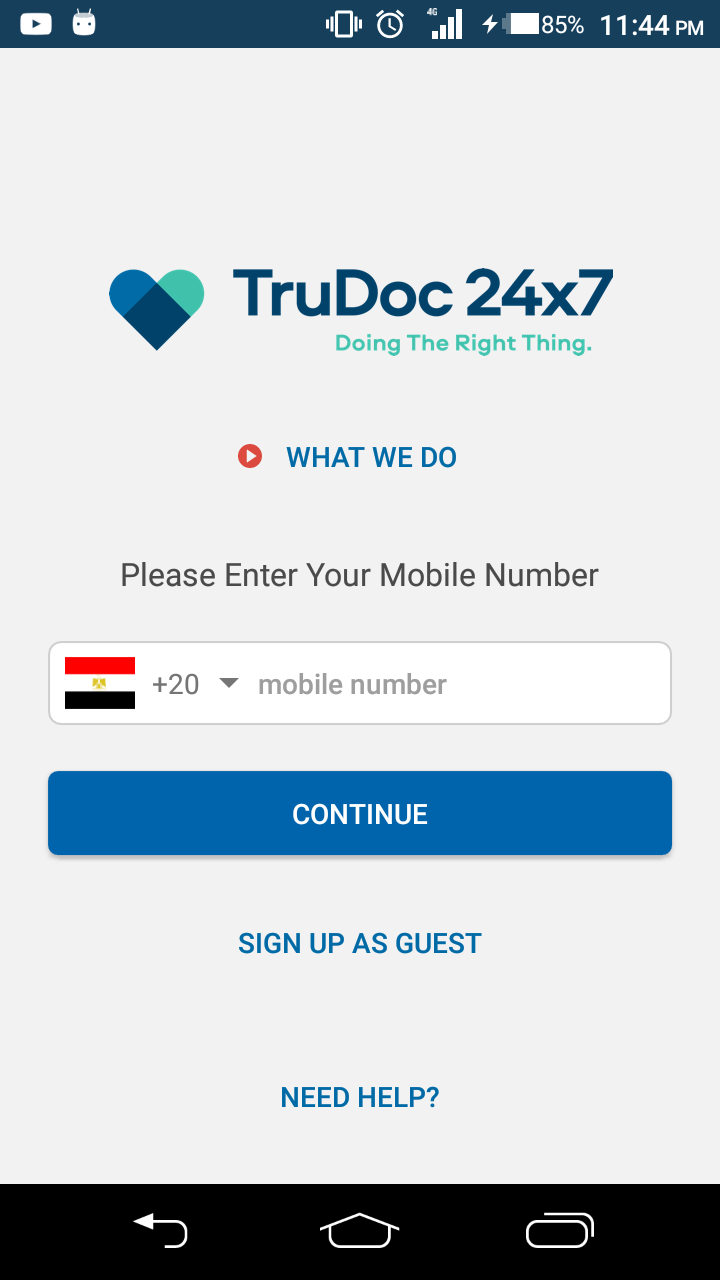 4G 85% 11:44 PM
TruDoc 24x7
Doing The Right Thing.
WHAT WE DO
Please Enter Your Mobile Number
+20 mobile number
CONTINUE
SIGN UP AS GUEST
NEED HELP?